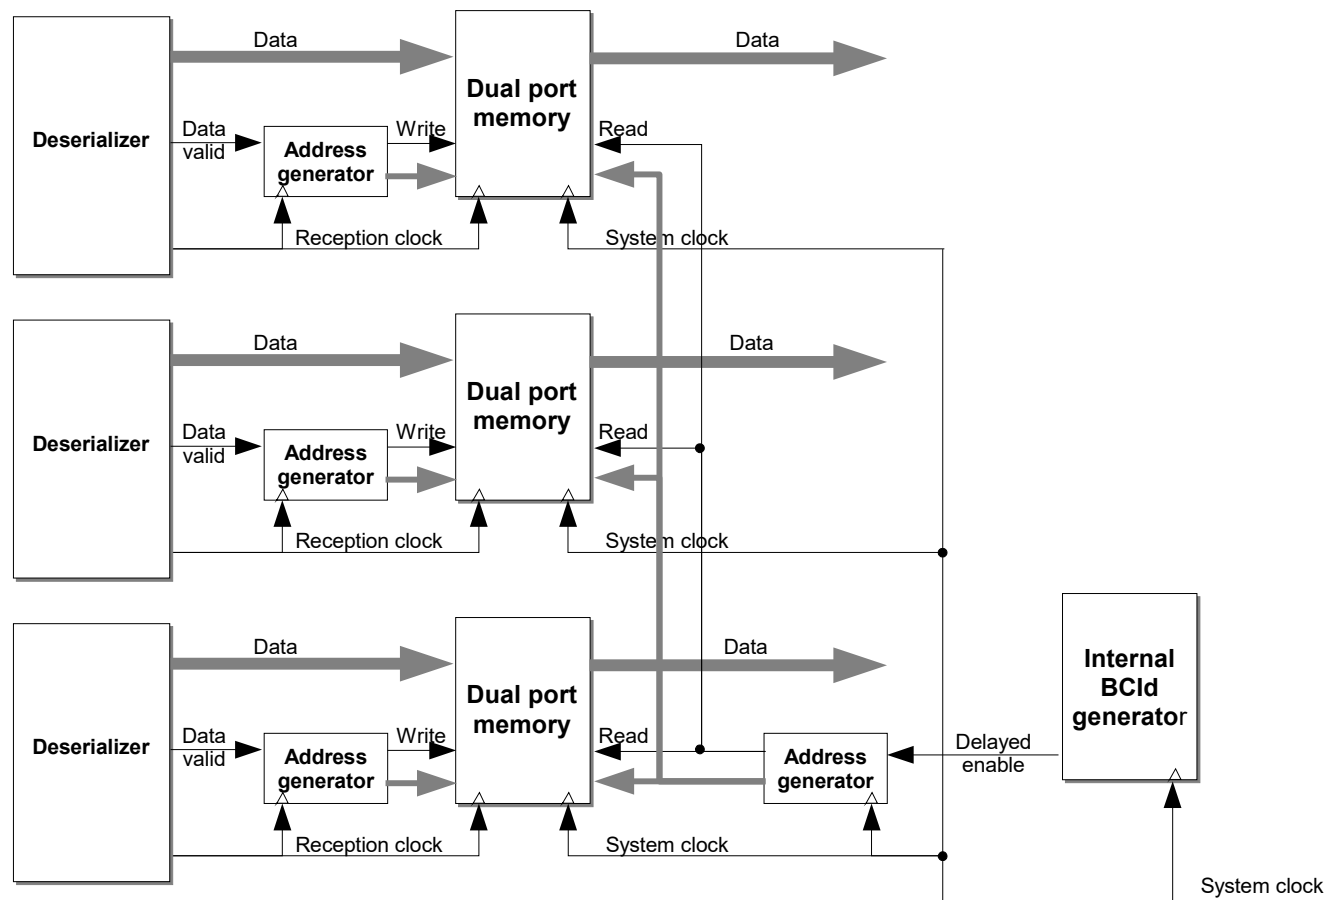 Data
Data
Dual port
memory
Deserializer
Data
valid
Write
Read
Address
generator
Reception clock
System clock
Data
Data
Dual port
memory
Deserializer
Data
valid
Write
Read
Address
generator
Reception clock
System clock
Data
Data
Dual port
memory
Deserializer
Data
valid
Write
Read
Address
generator
Address
generator
Delayed
enable
Internal
BCId
generator
Reception clock
System clock
System clock